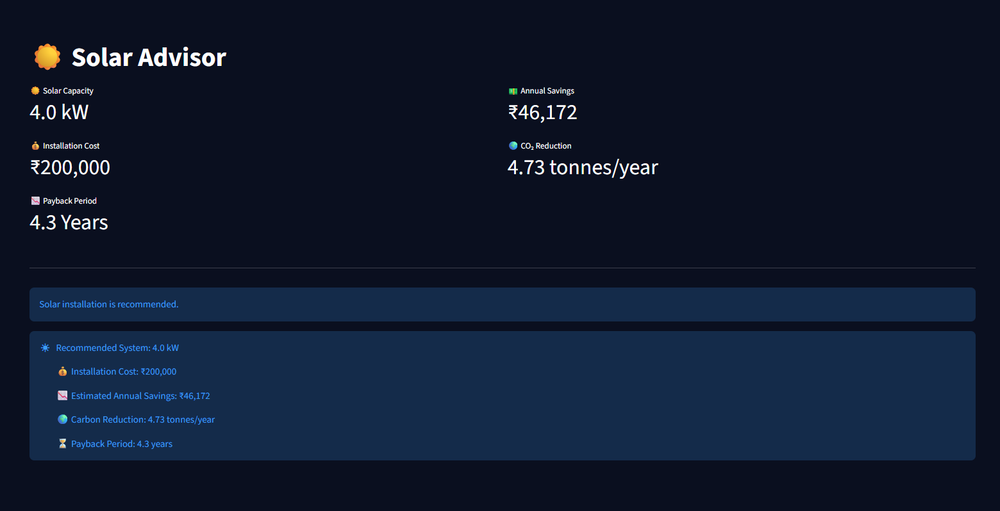 Solar Advisor
Solar Capacity
4.0 kW
Annual Savings
₹46,172
Installation Cost
₹200,000
CO₂ Reduction
4.73 tonnes/year
Payback Period
4.3 Years
Solar installation is recommended.
Recommended System: 4.0 kW
Installation Cost: ₹200,000
Estimated Annual Savings: ₹46,172
Carbon Reduction: 4.73 tonnes/year
Payback Period: 4.3 years